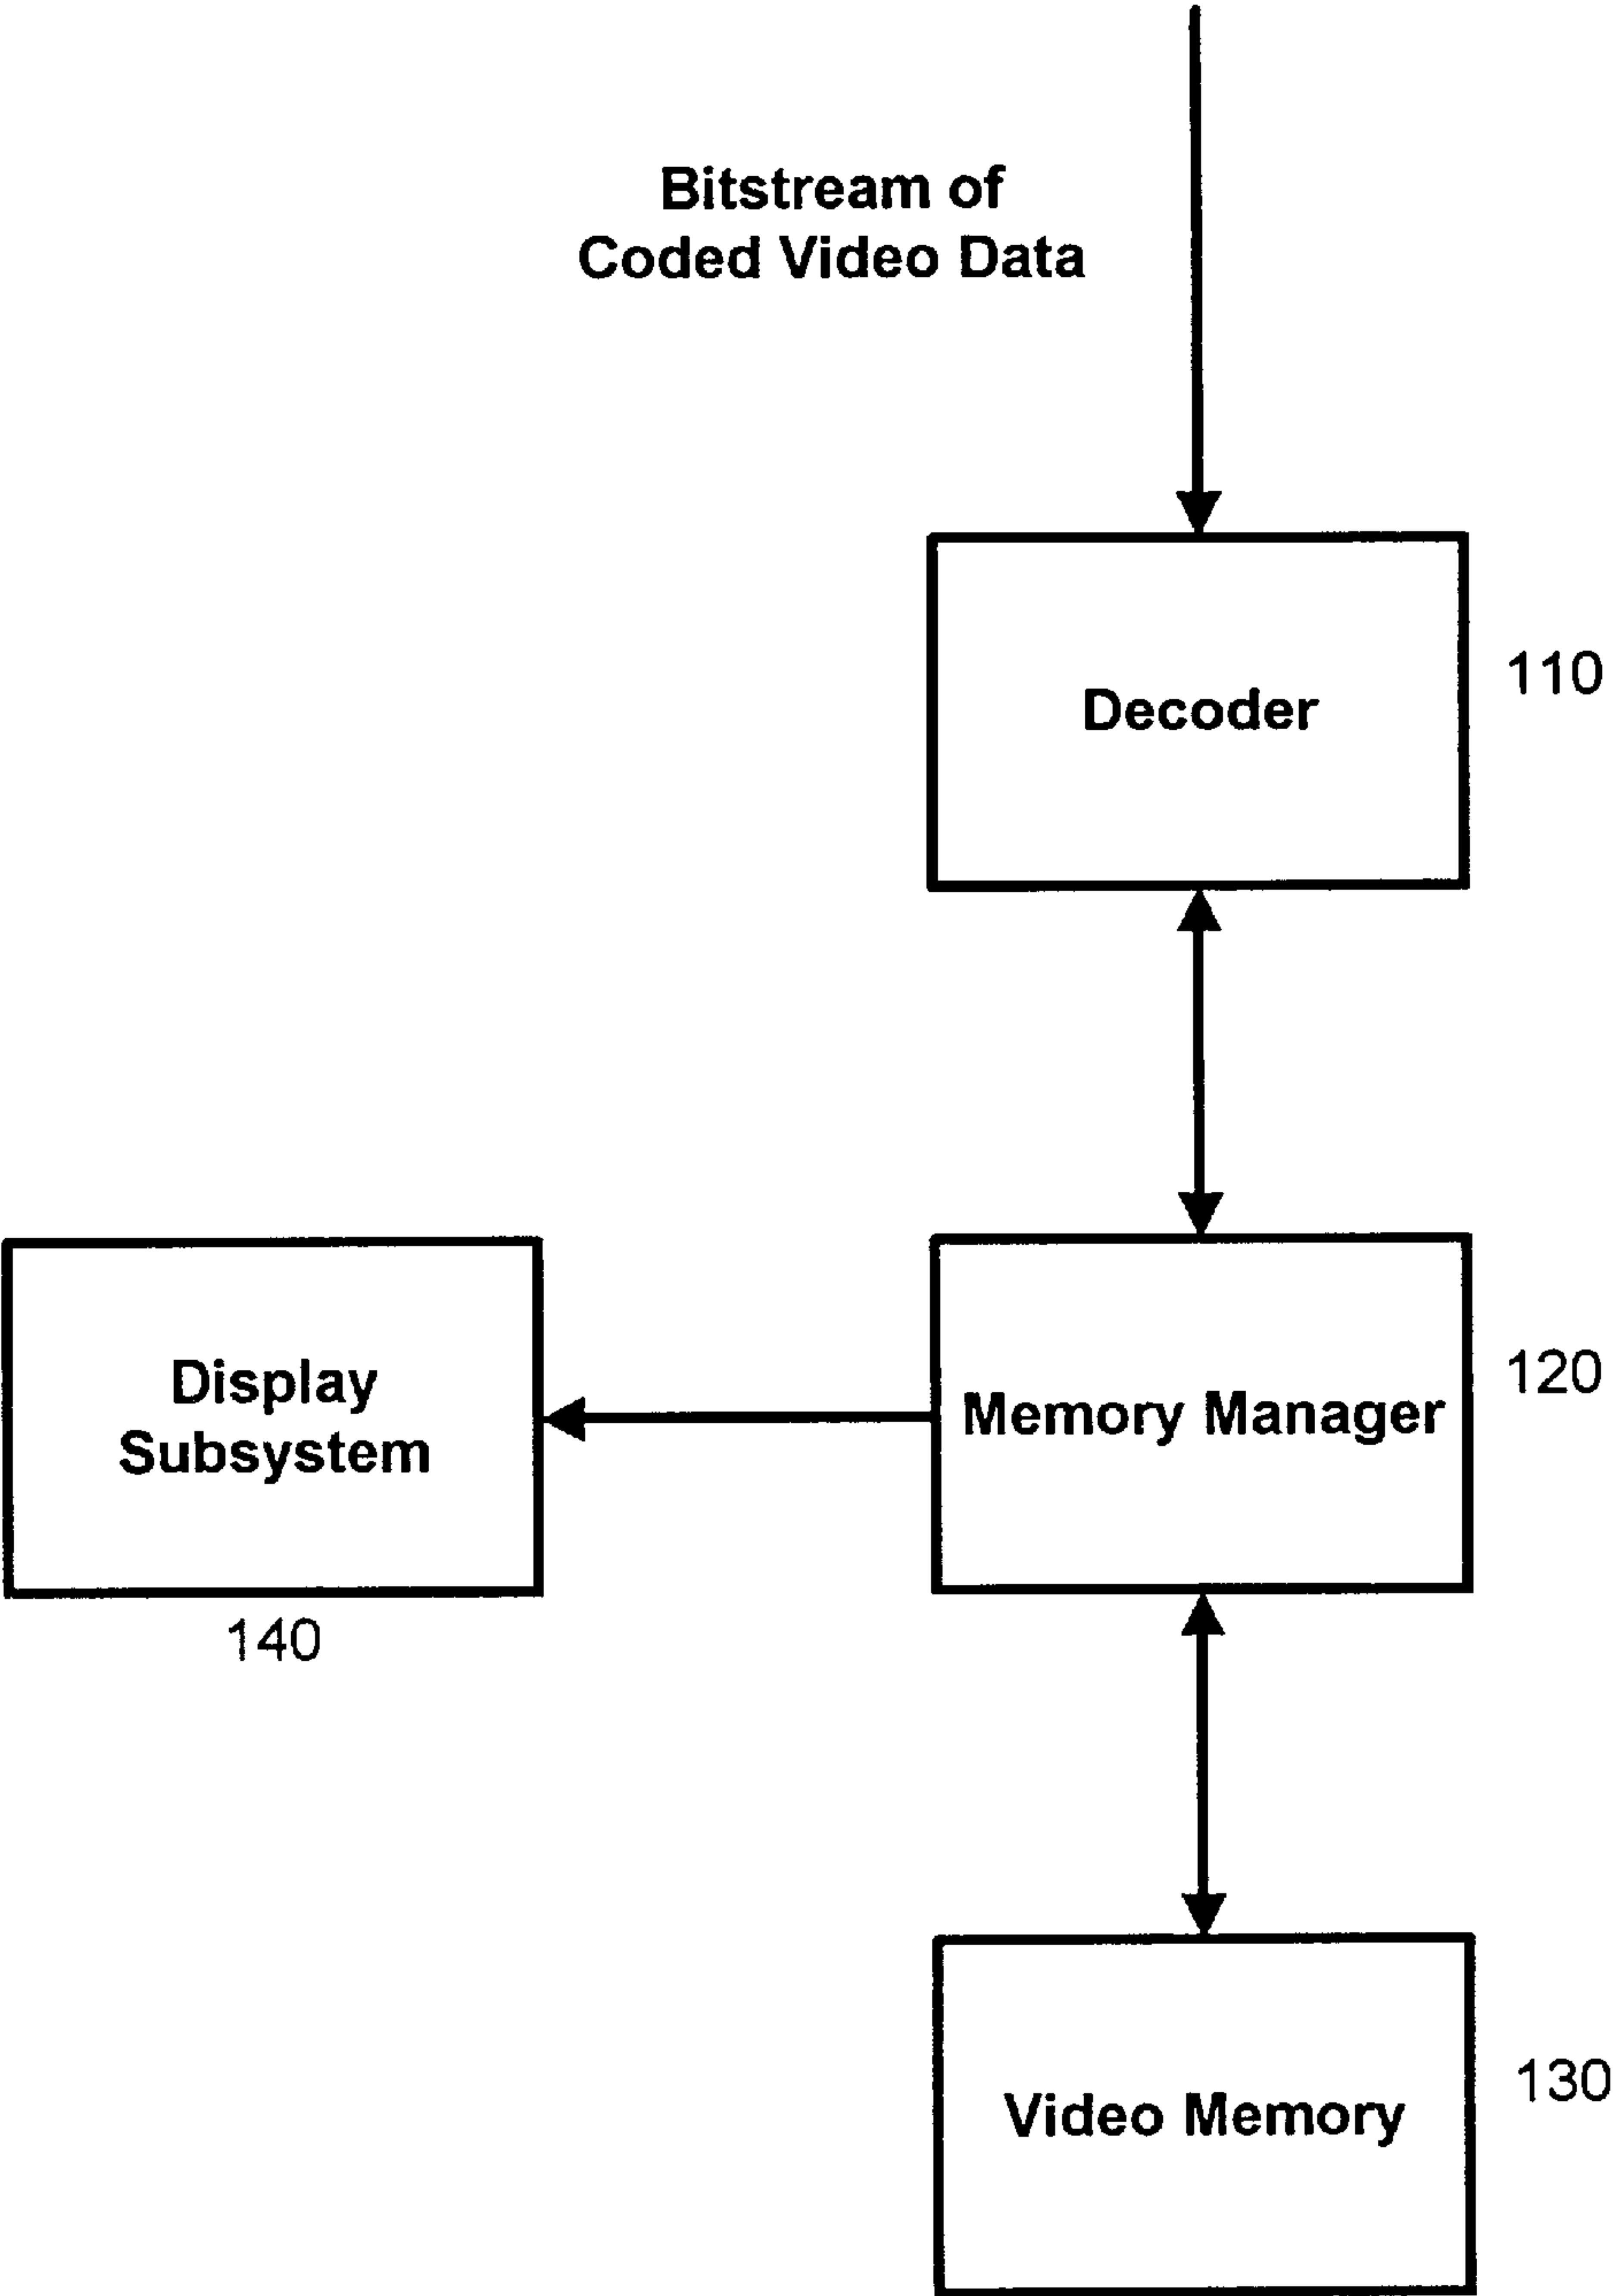 Bitstream of
Coded Video Data
Decoder
110
Display
Subsystem
140
Memory Manager
120
Video Memory
130